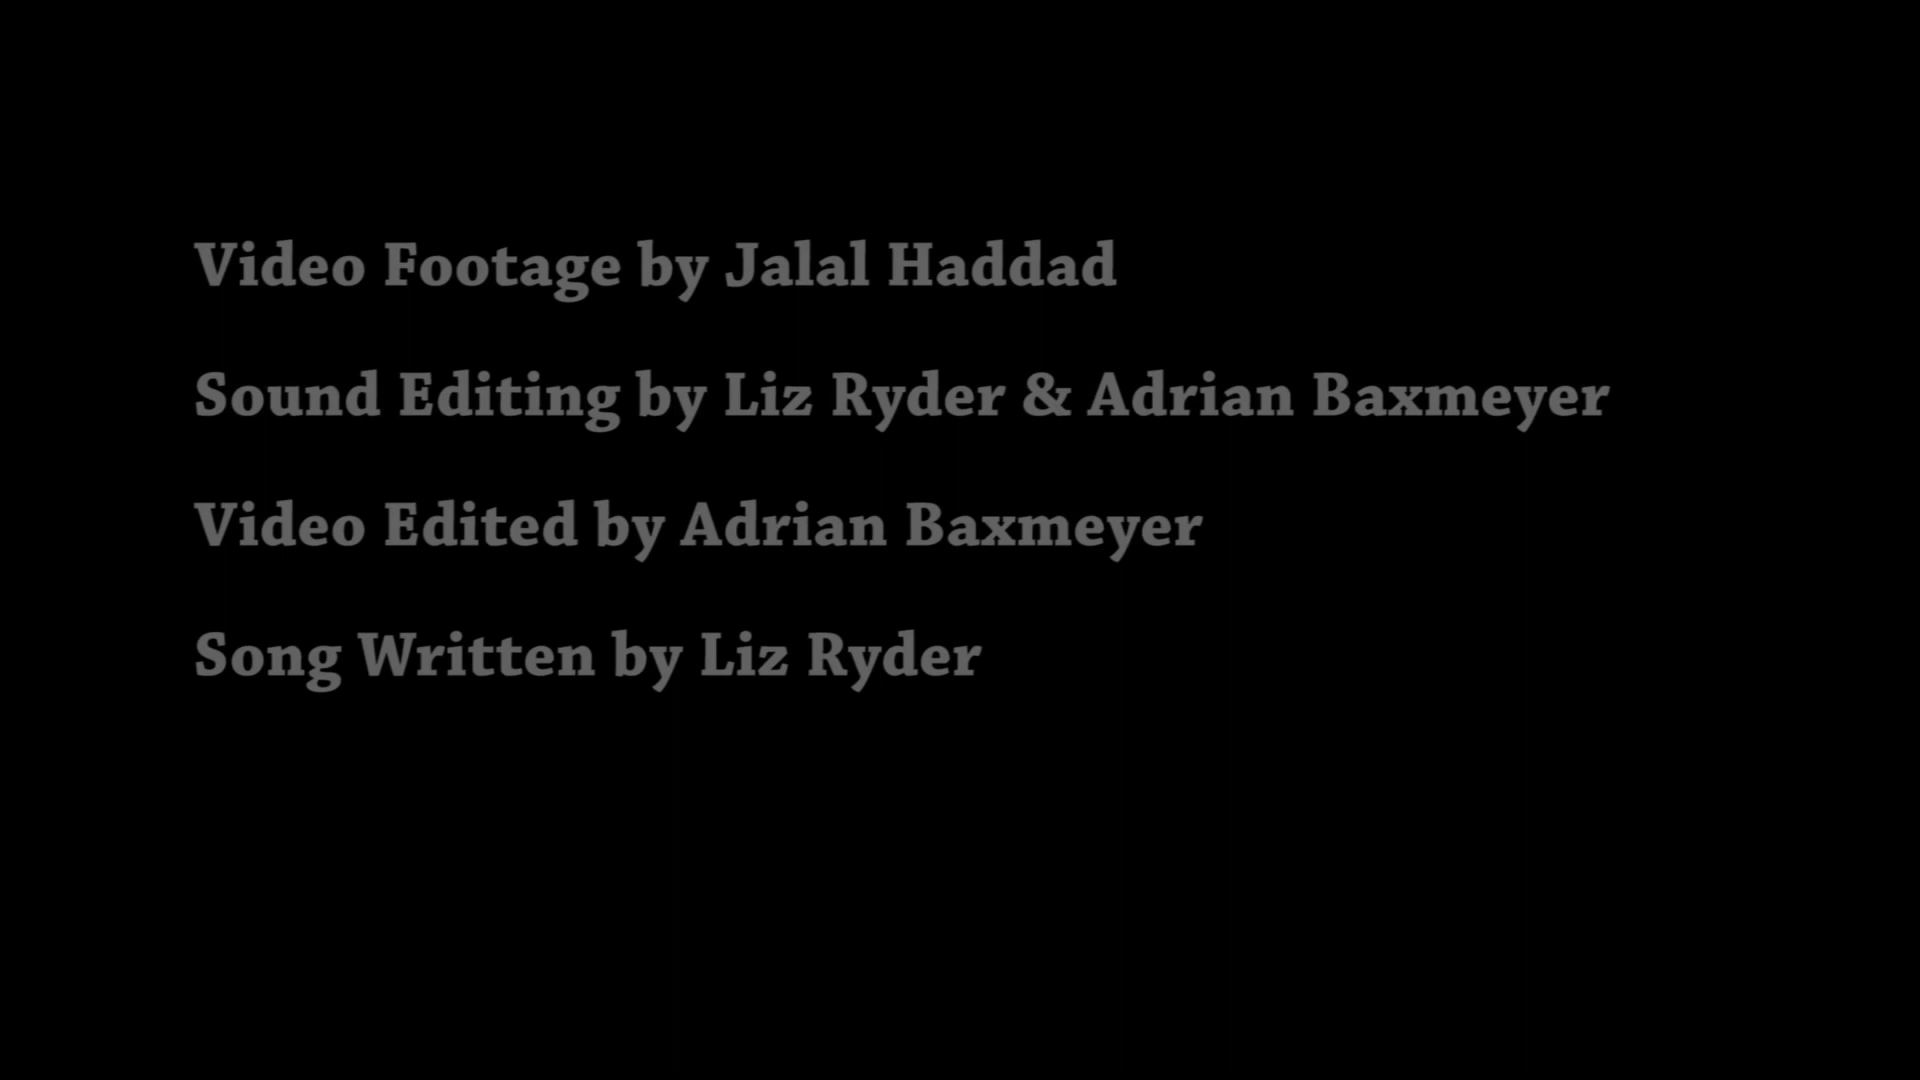 Video Footage by Jalal Haddad
Sound Editing by Liz Ryder & Adrian Baxmeyer
Video Edited by Adrian Baxmeyer
Song Written by Liz Ryder